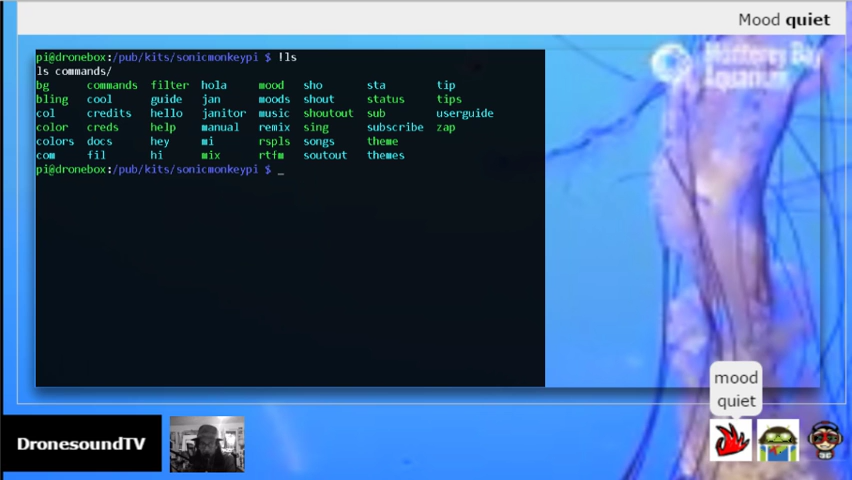 Mood quiet
Monterey Bay
Aquarium
pi@dronebox:/pub/kits/sonicmonkeypi $ !ls
ls commands/
bg commands filter hola mood sho sta tip
bling cool guide jan moods shout status tips
col credits hello janitor music shoutout sub userguide
color creds help manual remix sing subscribe zap
colors docs hey mi rspls songs theme
com fil hi mix rtfm soutout themes
pi@dronebox:/pub/kits/sonicmonkeypi $ _
mood
quiet
DronesoundTV